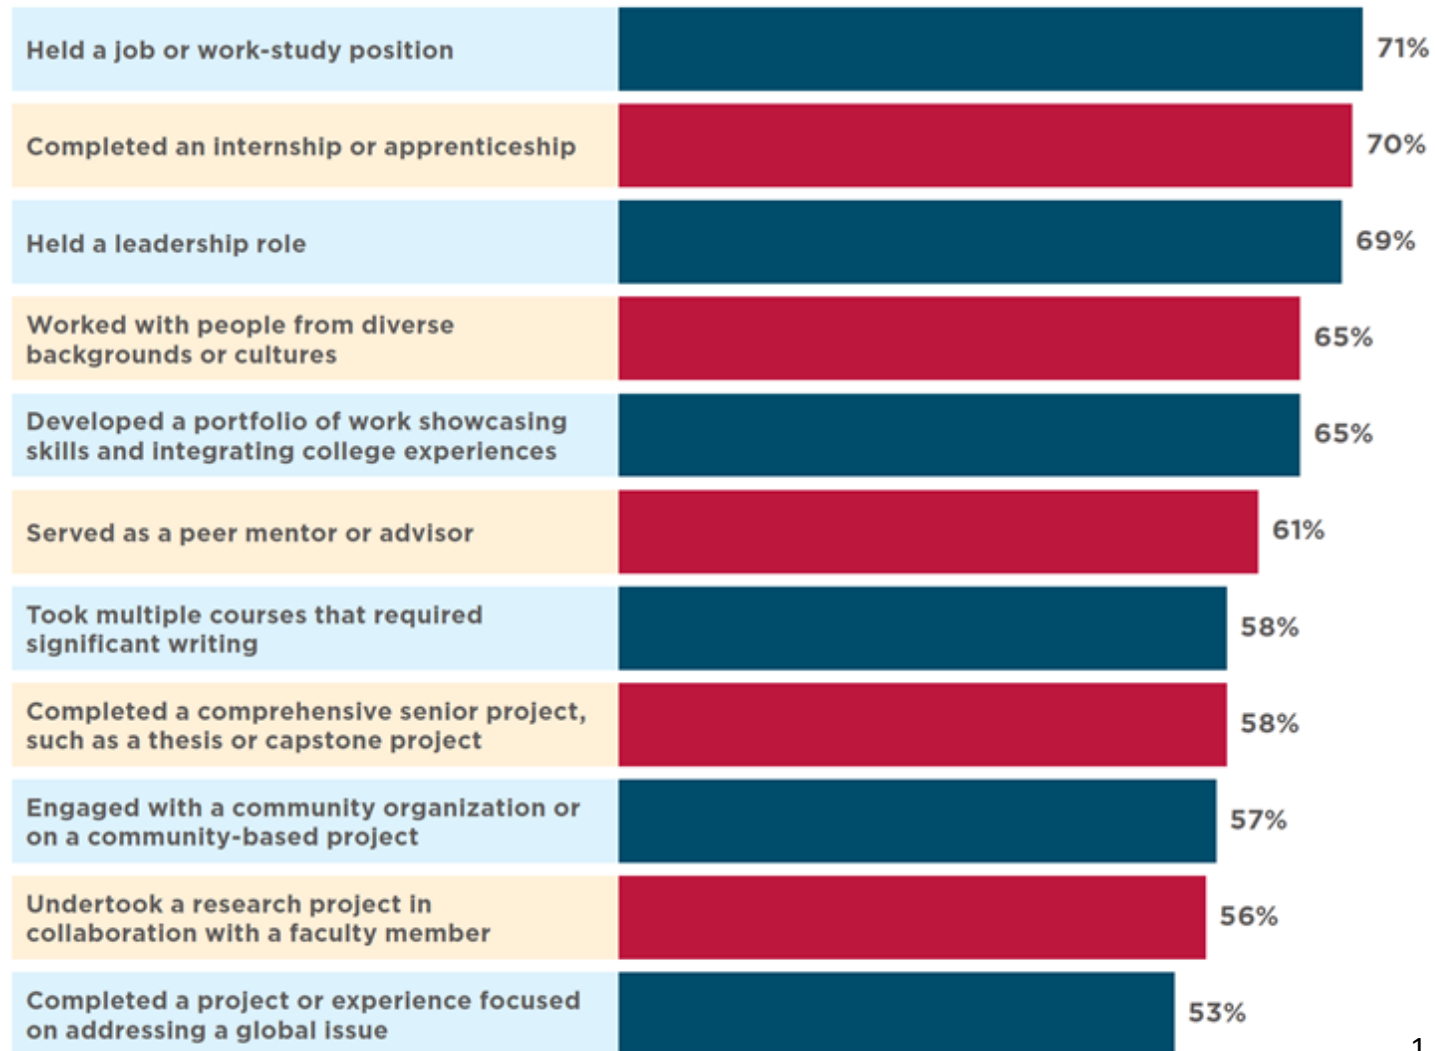 Held a job or work-study position
71%
Completed an internship or apprenticeship
70%
Held a leadership role
69%
Worked with people from diverse
backgrounds or cultures
65%
Developed a portfolio of work showcasing
skills and integrating college experiences
65%
Served as a peer mentor or advisor
61%
Took multiple courses that required
significant writing
58%
Completed a comprehensive senior project,
such as a thesis or capstone project
58%
Engaged with a community organization or
on a community-based project
57%
Undertook a research project in
collaboration with a faculty member
56%
Completed a project or experience focused
on addressing a global issue
53%
1